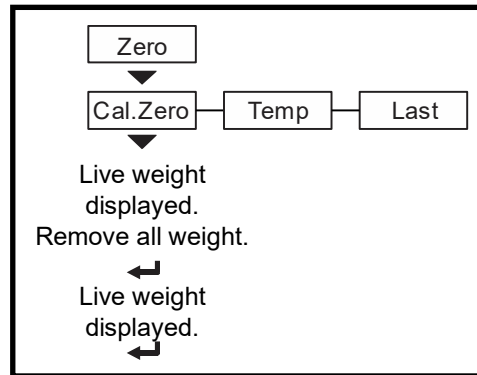 Zero
Cal.Zero Temp Last
Live weight
displayed.
Remove all weight.
Live weight
displayed.